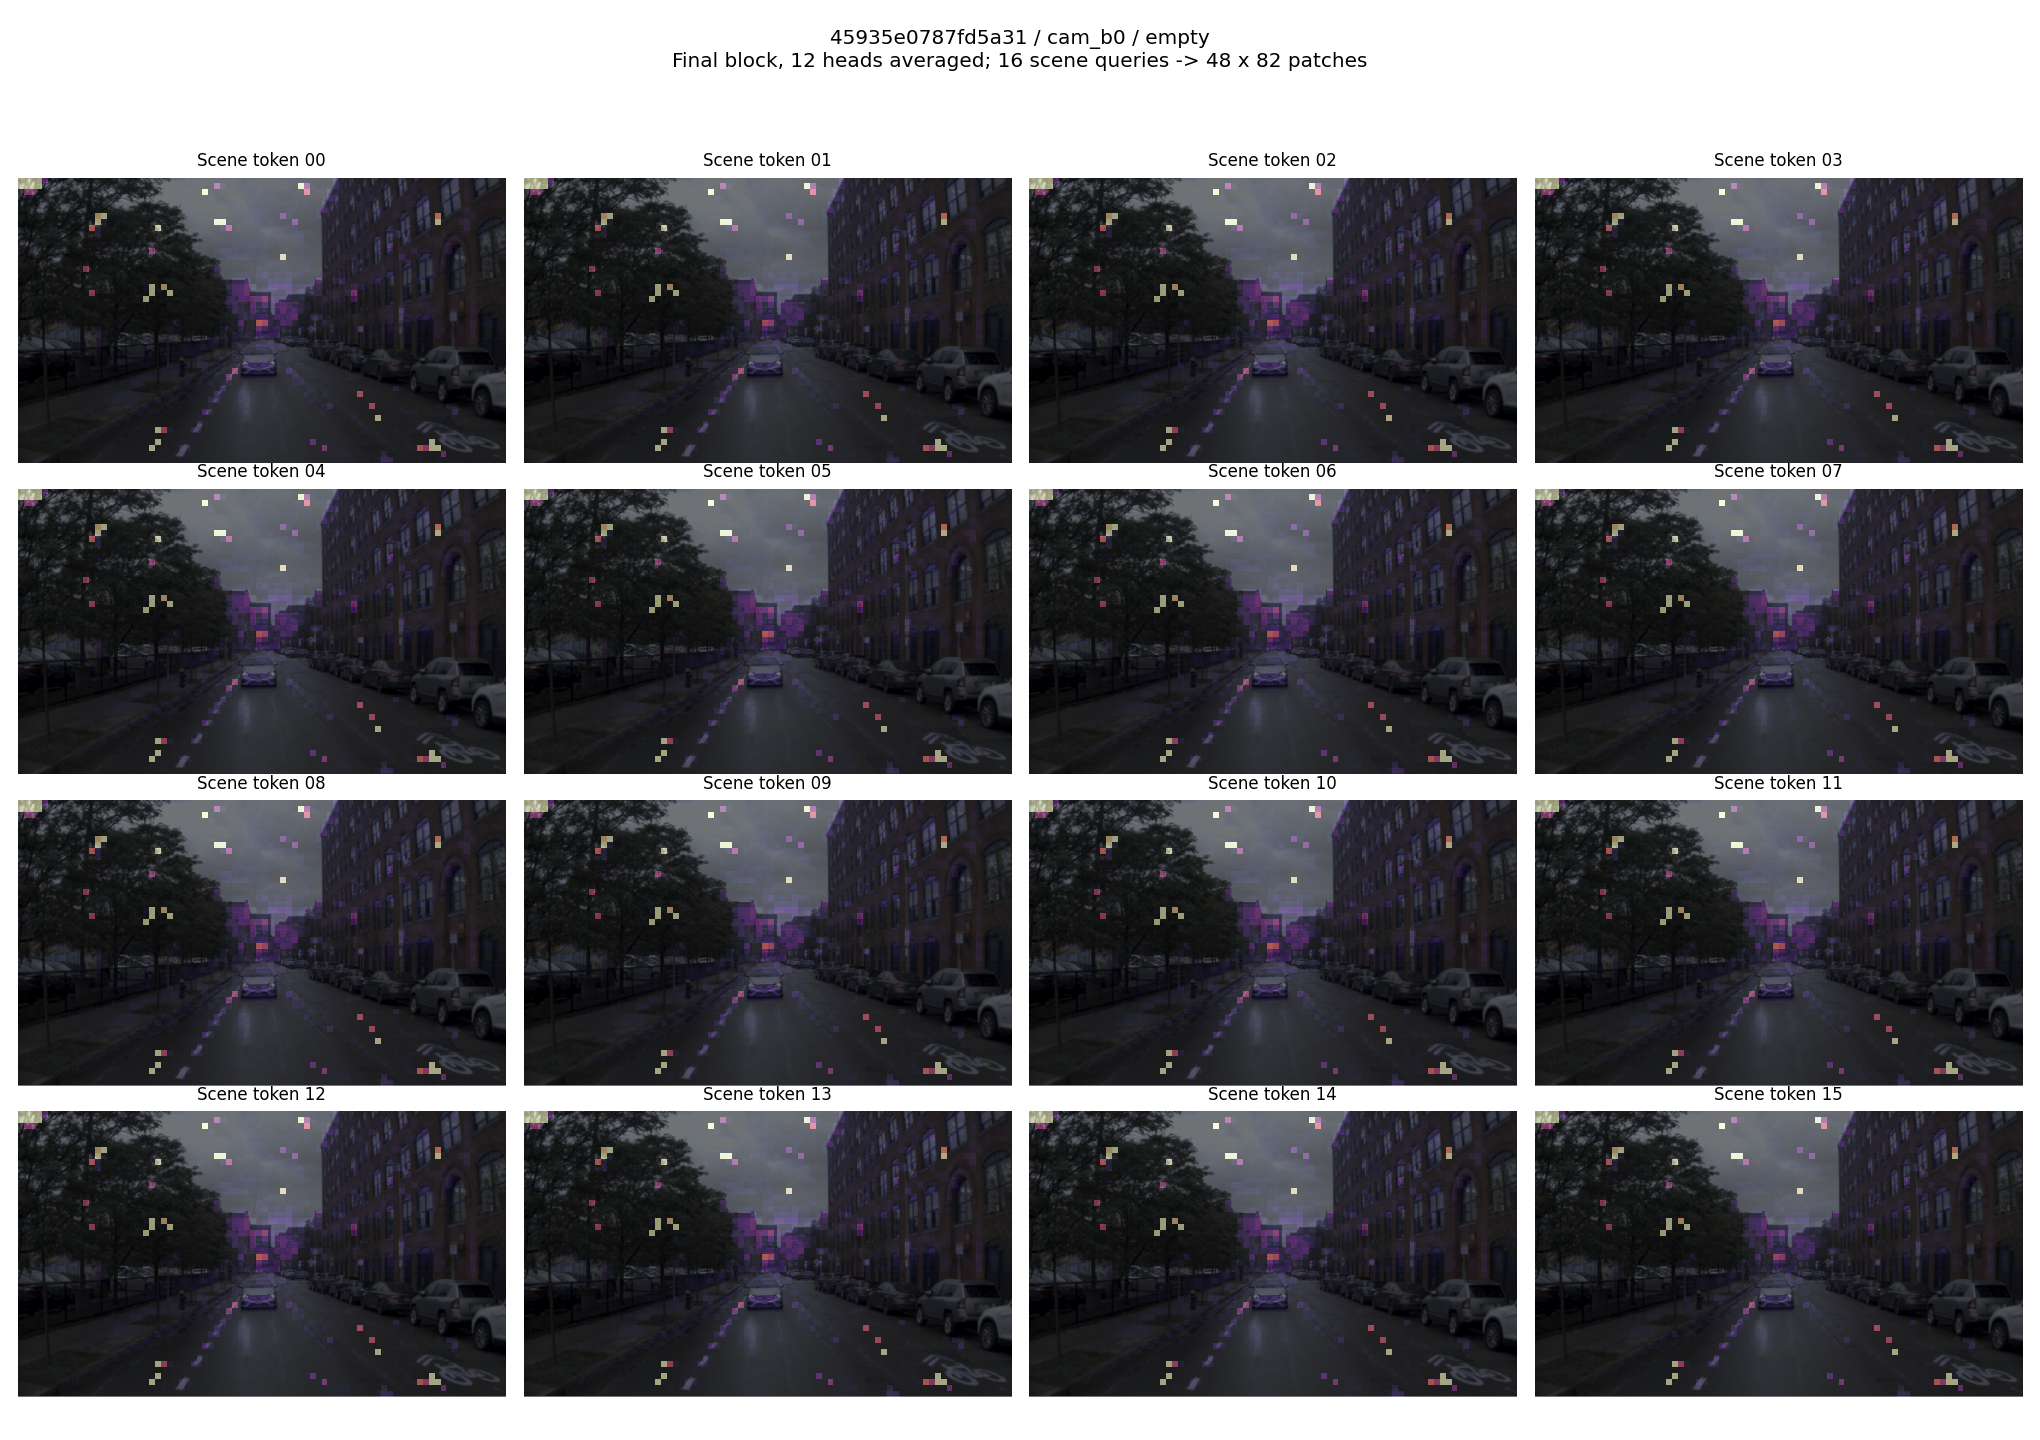 45935e0787fd5a31 / cam_b0 / empty
Final block, 12 heads averaged; 16 scene queries -> 48 x 82 patches
Scene token 00
Scene token 01
Scene token 02
Scene token 03
Scene token 04
Scene token 05
Scene token 06
Scene token 07
Scene token 08
Scene token 09
Scene token 10
Scene token 11
Scene token 12
Scene token 13
Scene token 14
Scene token 15